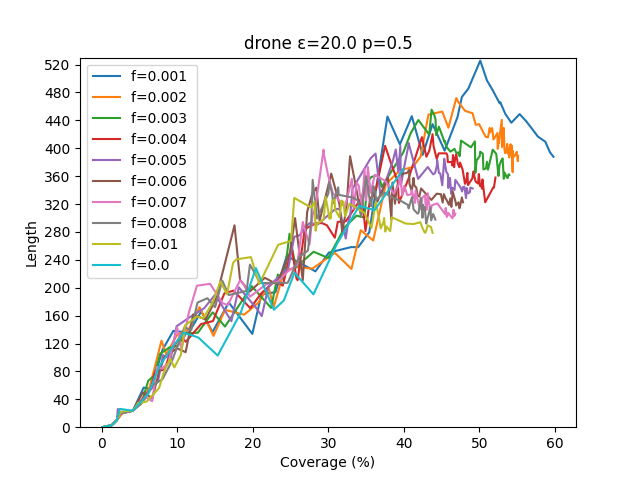 drone ε=20.0 p=0.5
520
480
440
400
360
320
280
240
200
160
120
80
40
0
Length
f=0.001
f=0.002
f=0.003
f=0.004
f=0.005
f=0.006
f=0.007
f=0.008
f=0.01
f=0.0
0 10 20 30 40 50 60
Coverage (%)